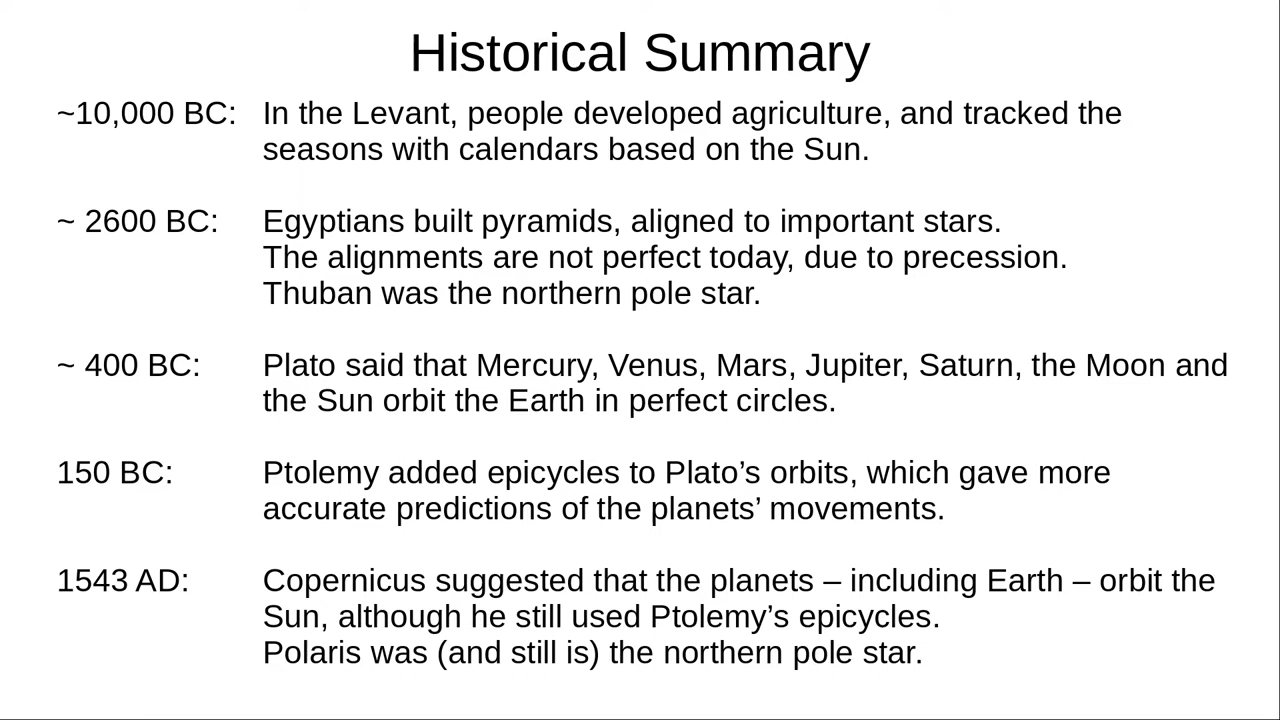 Historical Summary
~10,000 BC: In the Levant, people developed agriculture, and tracked the
seasons with calendars based on the Sun.
~ 2600 BC: Egyptians built pyramids, aligned to important stars.
The alignments are not perfect today, due to precession.
Thuban was the northern pole star.
~ 400 BC: Plato said that Mercury, Venus, Mars, Jupiter, Saturn, the Moon and
the Sun orbit the Earth in perfect circles.
150 BC: Ptolemy added epicycles to Plato’s orbits, which gave more
accurate predictions of the planets’ movements.
1543 AD: Copernicus suggested that the planets – including Earth – orbit the
Sun, although he still used Ptolemy’s epicycles.
Polaris was (and still is) the northern pole star.